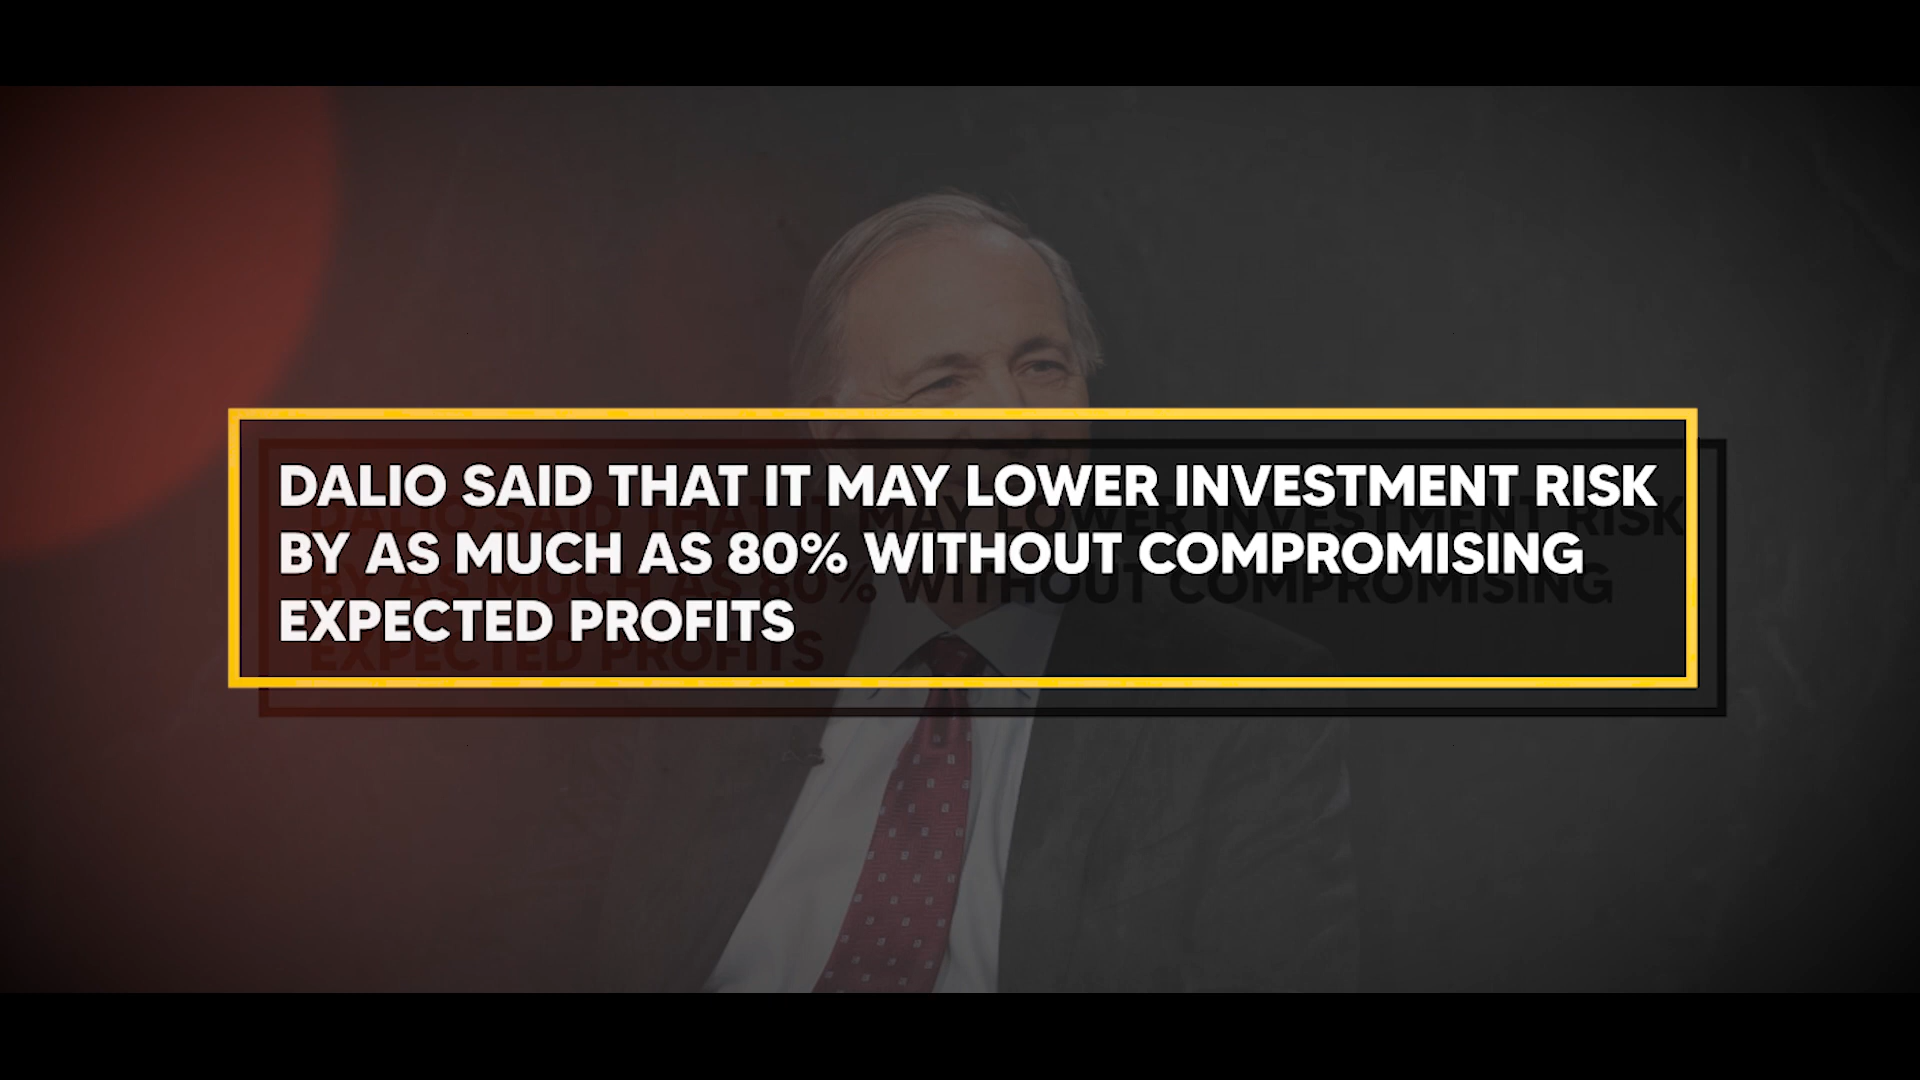 DALIO SAID THAT IT MAY LOWER INVESTMENT RISK
BY AS MUCH AS 80% WITHOUT COMPROMISING
EXPECTED PROFITS